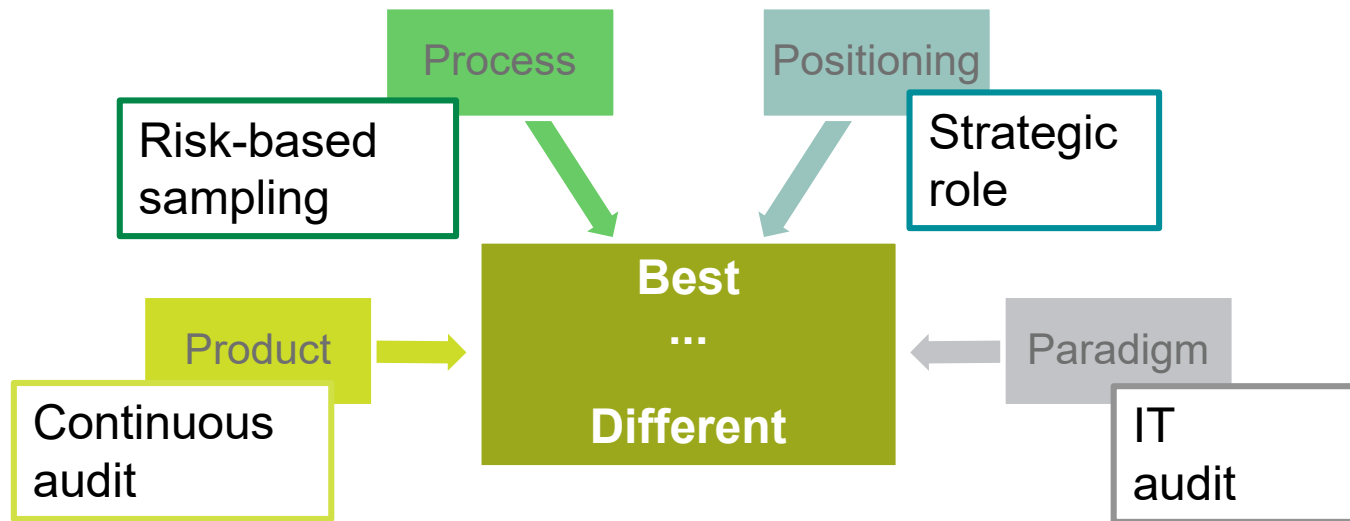 Process
Positioning
Risk-based
sampling
Strategic
role
Best
...
Different
Product
Paradigm
Continuous
audit
IT
audit